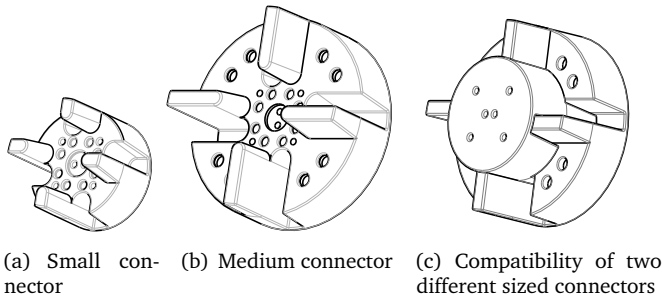 (a) Small con-
nector
(b) Medium connector
(c) Compatibility of two
different sized connectors